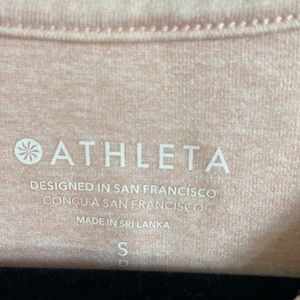 ATHLETA
DESIGNED IN SAN FRANCISCO
CONÇU A SAN FRANCISCO
MADE IN SRI LANKA
S
P